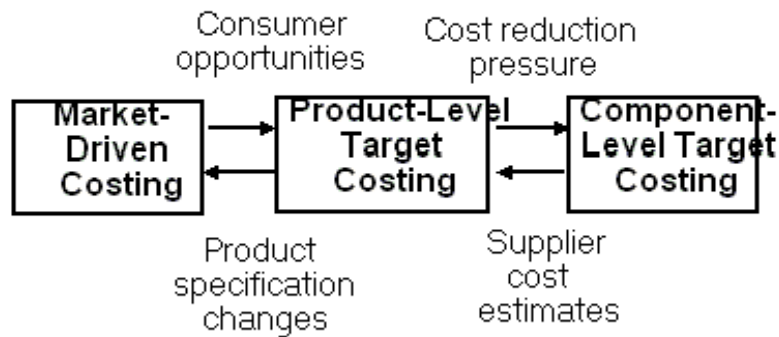 Consumer
opportunities
Cost reduction
pressure
Market-
Driven
Costing
Product-Level
Target
Costing
Component-
Level Target
Costing
Product
specification
changes
Supplier
cost
estimates